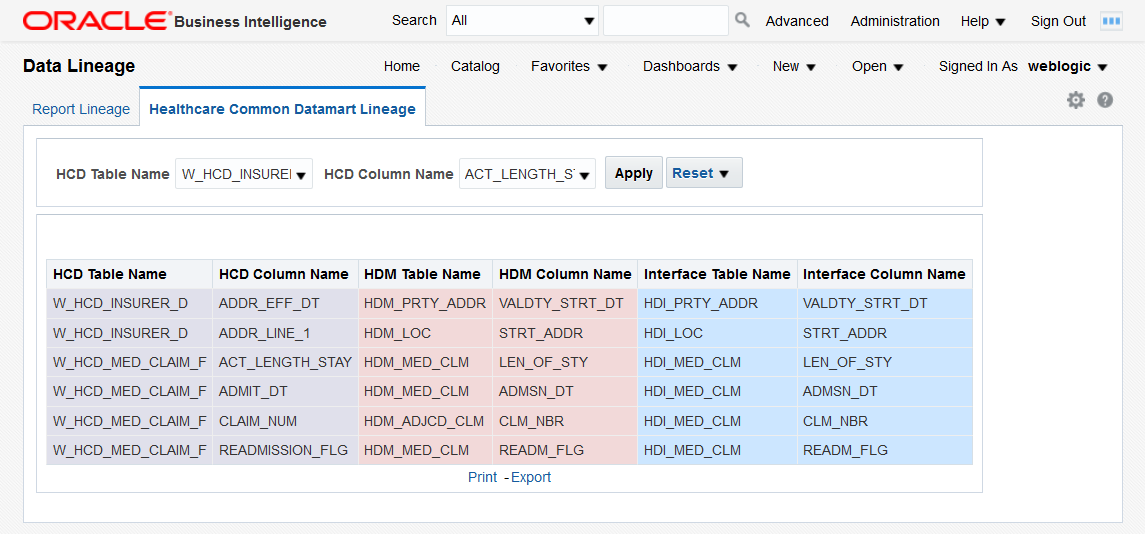 ORACLE® Business Intelligence Search All Advanced Administration Help Sign Out
Data Lineage Home Catalog Favorites Dashboards New Open Signed In As weblogic
Report Lineage Healthcare Common Datamart Lineage
HCD Table Name W_HCD_INSURE HCD Column Name ACT_LENGTH_S Apply Reset
HCD Table Name HCD Column Name HDM Table Name HDM Column Name Interface Table Name Interface Column Name
W_HCD_INSURER_D ADDR_EFF_DT HDM_PRTY_ADDR VALDTY_STRT_DT HDI_PRTY_ADDR VALDTY_STRT_DT
W_HCD_INSURER_D ADDR_LINE_1 HDM_LOC STRT_ADDR HDI_LOC STRT_ADDR
W_HCD_MED_CLAIM_F ACT_LENGTH_STAY HDM_MED_CLM LEN_OF_STY HDI_MED_CLM LEN_OF_STY
W_HCD_MED_CLAIM_F ADMIT_DT HDM_MED_CLM ADMSN_DT HDI_MED_CLM ADMSN_DT
W_HCD_MED_CLAIM_F CLAIM_NUM HDM_ADJCD_CLM CLM_NBR HDI_MED_CLM CLM_NBR
W_HCD_MED_CLAIM_F READMISSION_FLG HDM_MED_CLM READM_FLG HDI_MED_CLM READM_FLG
Print - Export